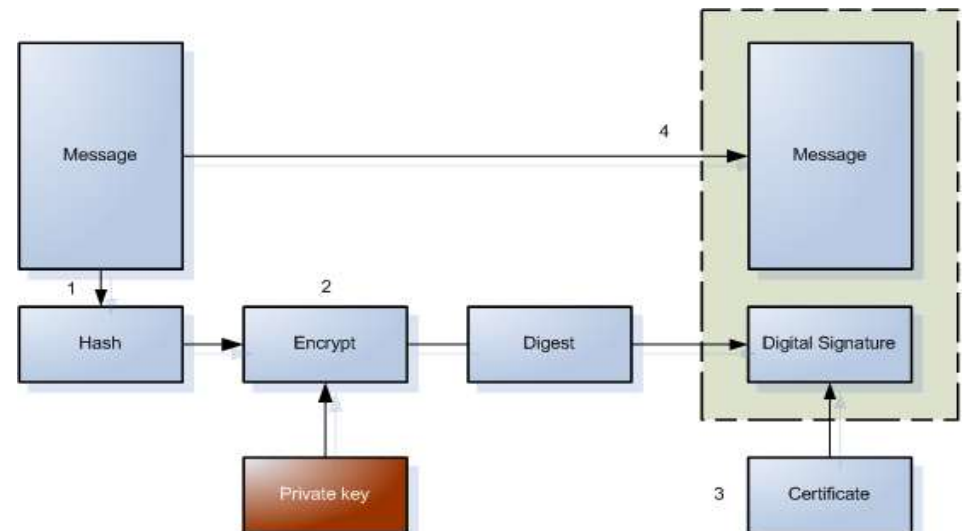 Message
4
Message
1
2
Hash
Encrypt
Digest
Digital Signature
Private key
3
Certificate